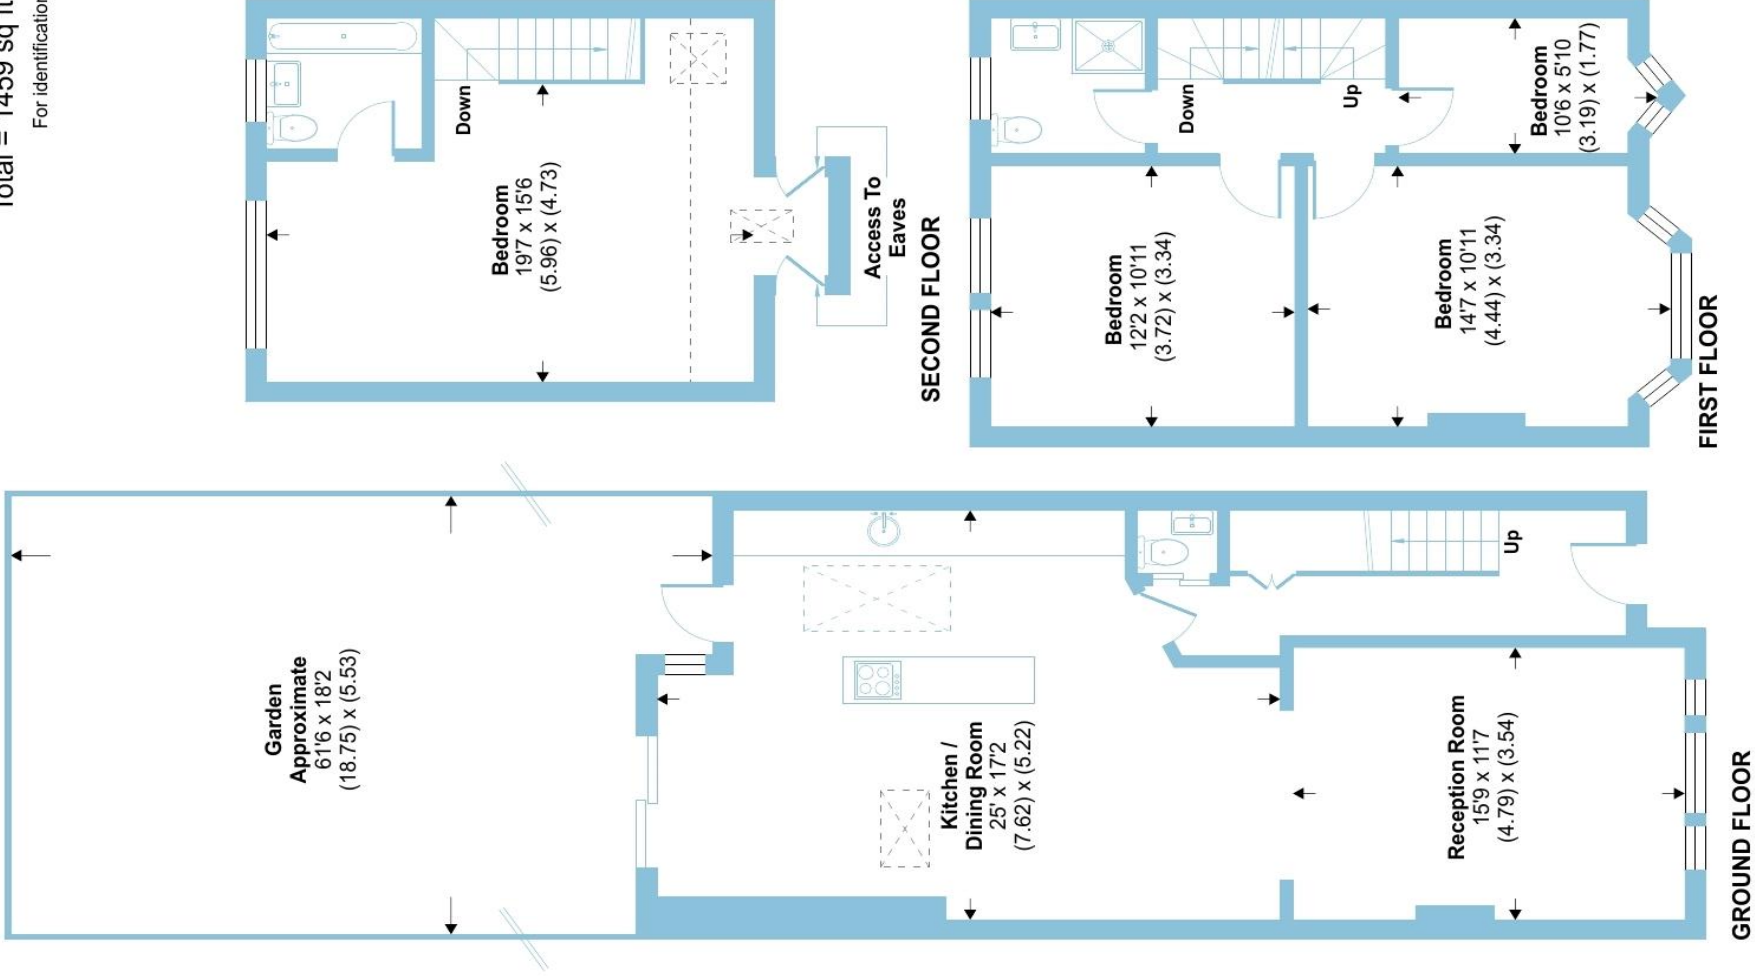 Total = 1459 sq ft
For identification
Down
Bedroom
19'7 x 15'6
(5.96) x (4.73)
Access To
Eaves
SECOND FLOOR
Down
Up
Bedroom
10'6 x 5'10
(3.19) x (1.77)
Bedroom
12'2 x 10'11
(3.72) x (3.34)
Bedroom
14'7 x 10'11
(4.44) x (3.34)
FIRST FLOOR
Garden
Approximate
61'6 x 18'2
(18.75) x (5.53)
Kitchen /
Dining Room
25' x 17'2
(7.62) x (5.22)
Up
Reception Room
15'9 x 11'7
(4.79) x (3.54)
GROUND FLOOR